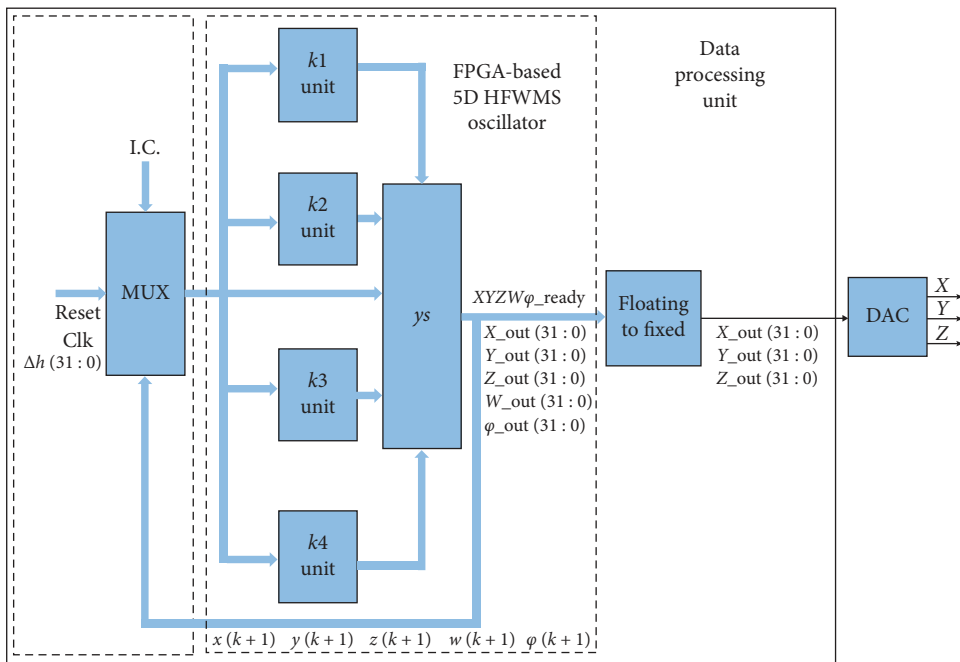 I.C.
MUX
Reset
Clk
Δh (31 : 0)
k1
unit
k2
unit
k3
unit
k4
unit
ys
FPGA-based
5D HFWMS
oscillator
XYZWφ_ready
X_out (31 : 0)
Y_out (31 : 0)
Z_out (31 : 0)
W_out (31 : 0)
φ_out (31 : 0)
x (k + 1) y (k + 1) z (k + 1) w (k + 1) φ (k + 1)
Data
processing
unit
Floating
to fixed
X_out (31 : 0)
Y_out (31 : 0)
Z_out (31 : 0)
DAC
X
Y
Z